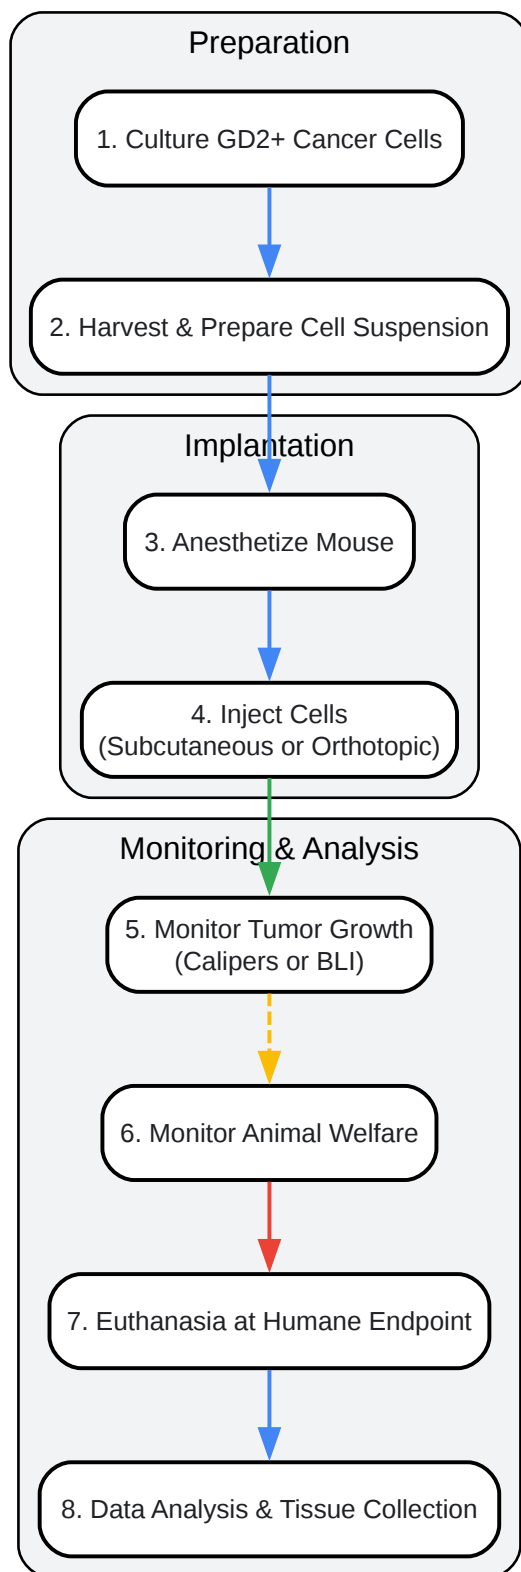 Preparation
1. Culture GD2+ Cancer Cells
2. Harvest & Prepare Cell Suspension
Implantation
3. Anesthetize Mouse
4. Inject Cells
(Subcutaneous or Orthotopic)
Monitoring & Analysis
5. Monitor Tumor Growth
(Calipers or BLI)
6. Monitor Animal Welfare
7. Euthanasia at Humane Endpoint
8. Data Analysis & Tissue Collection